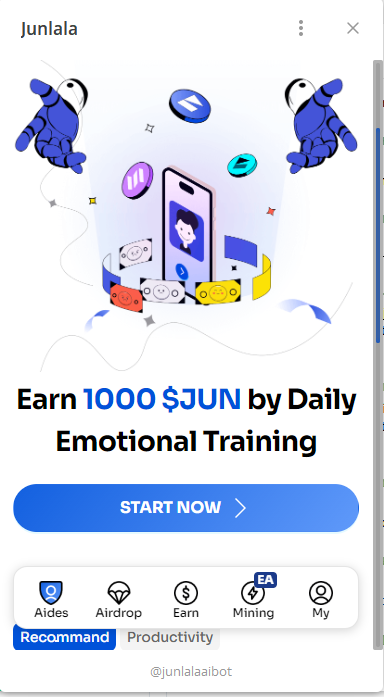 Junlala
Earn 1000 $JUN by Daily
Emotional Training
START NOW
EA
Aides Airdrop Earn Mining My
Recommand Productivity
@junlalaaibot